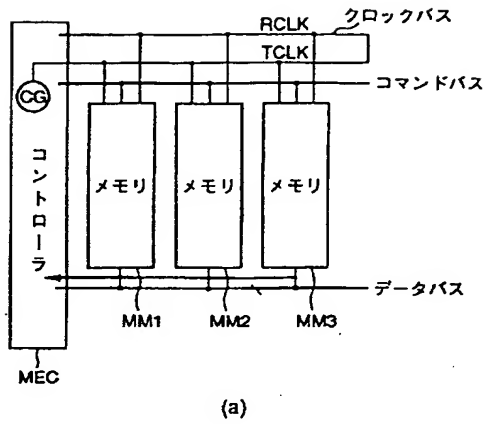 RCLK
クロックバス
TCLK
コマンドバス
CG
コントローラ
メモリ
メモリ
メモリ
データバス
MM1
MM2
MM3
MEC
(a)